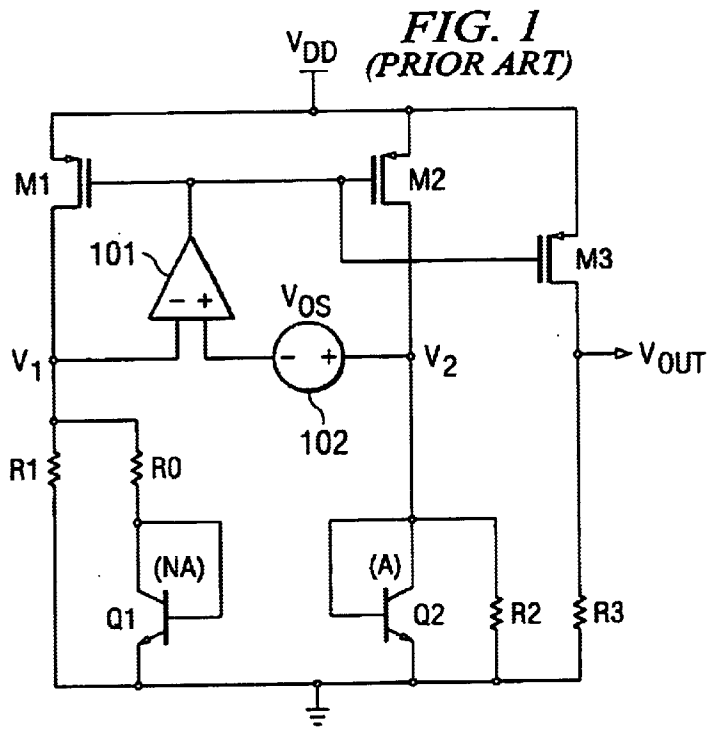 FIG. 1
(PRIOR ART)
VDD
M1
M2
M3
101
- +
VOS
- +
102
V1
V2
VOUT
R1
R0
(NA)
Q1
(A)
Q2
R2
R3